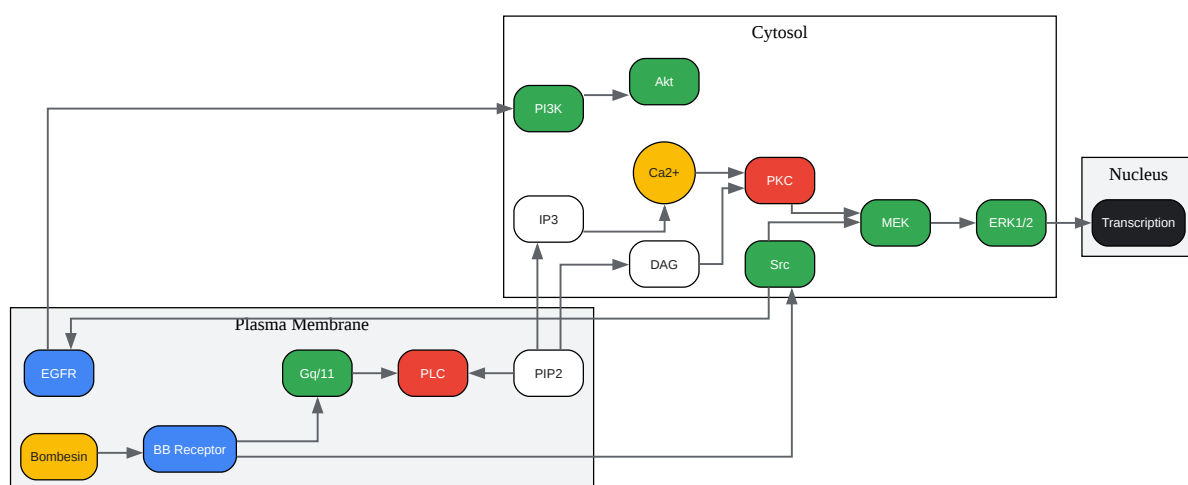 Cytosol
Akt
PI3K
Ca2+
PKC
Nucleus
IP3
MEK
ERK1/2
Transcription
DAG
Src
Plasma Membrane
EGFR
Gq/11
PLC
PIP2
Bombesin
BB Receptor